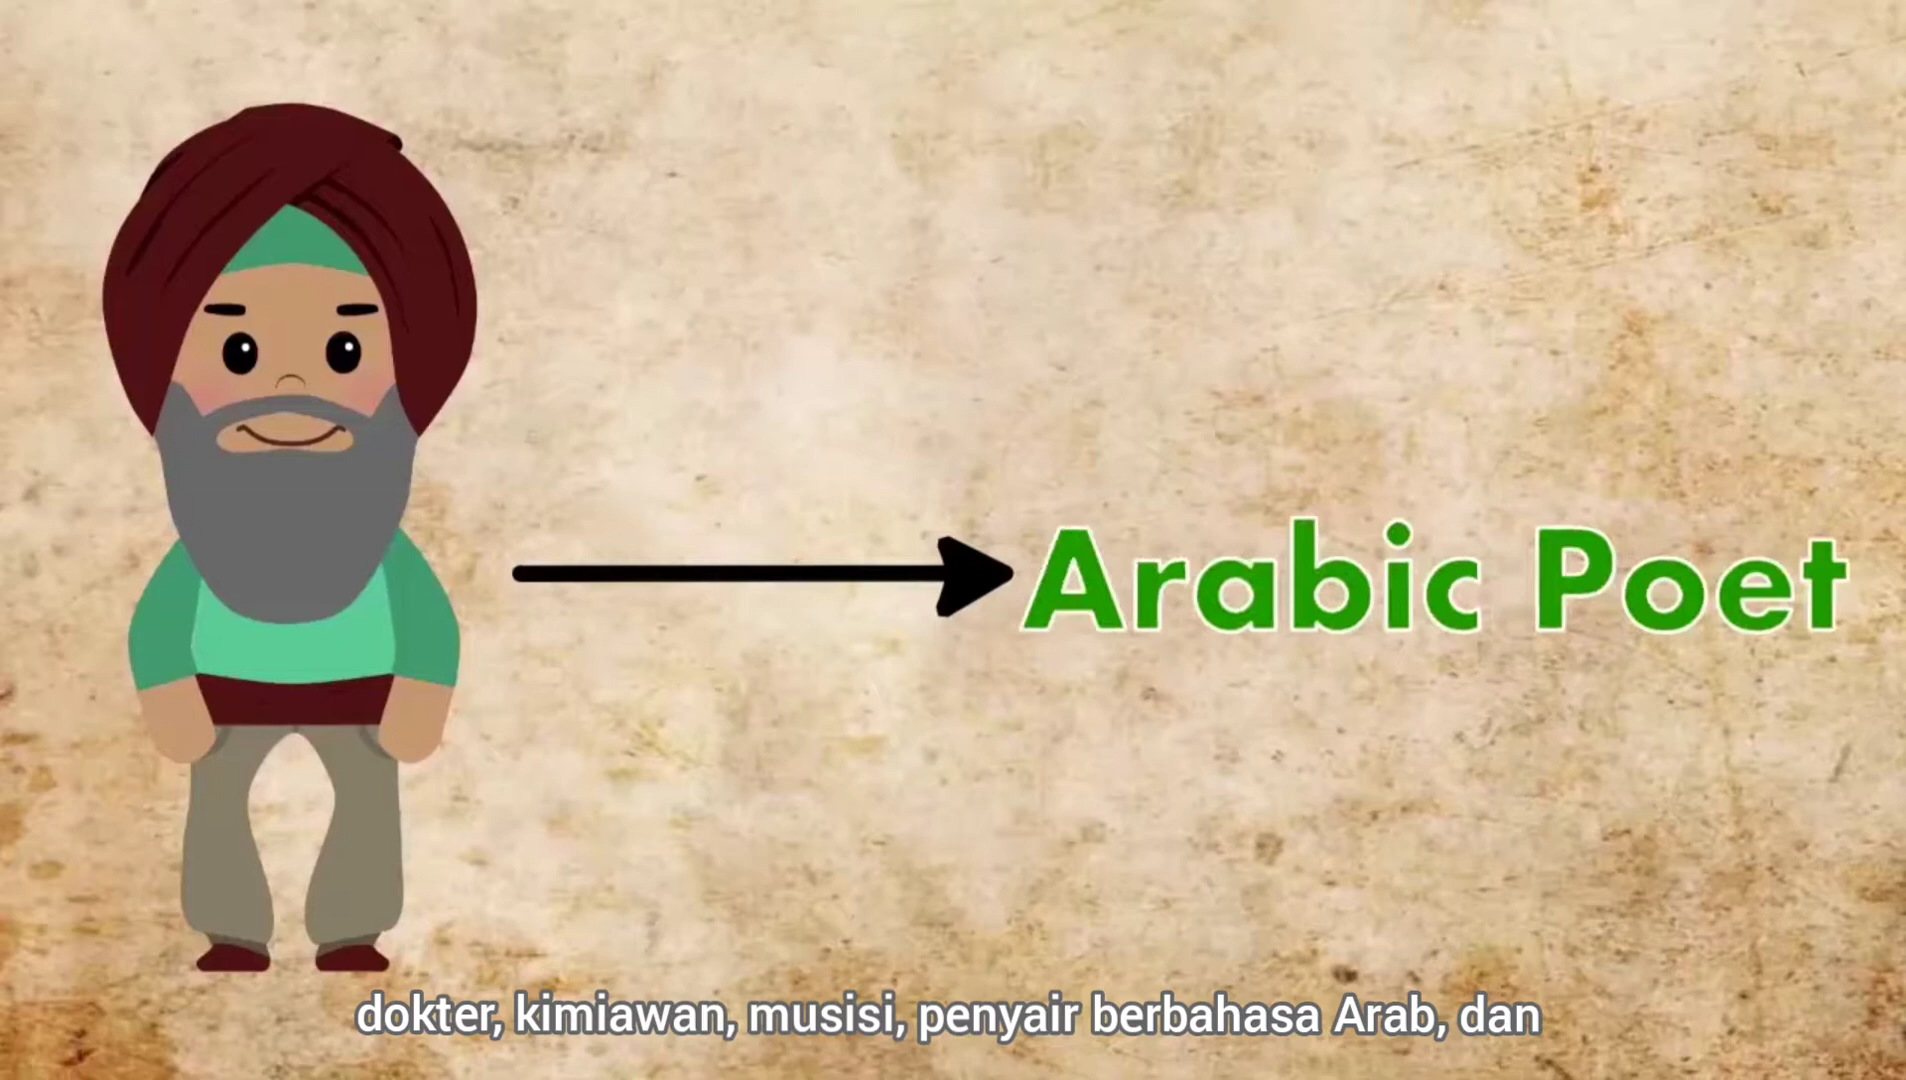 Arabic Poet
dokter, kimiawan, musisi, penyair berbahasa Arab, dan